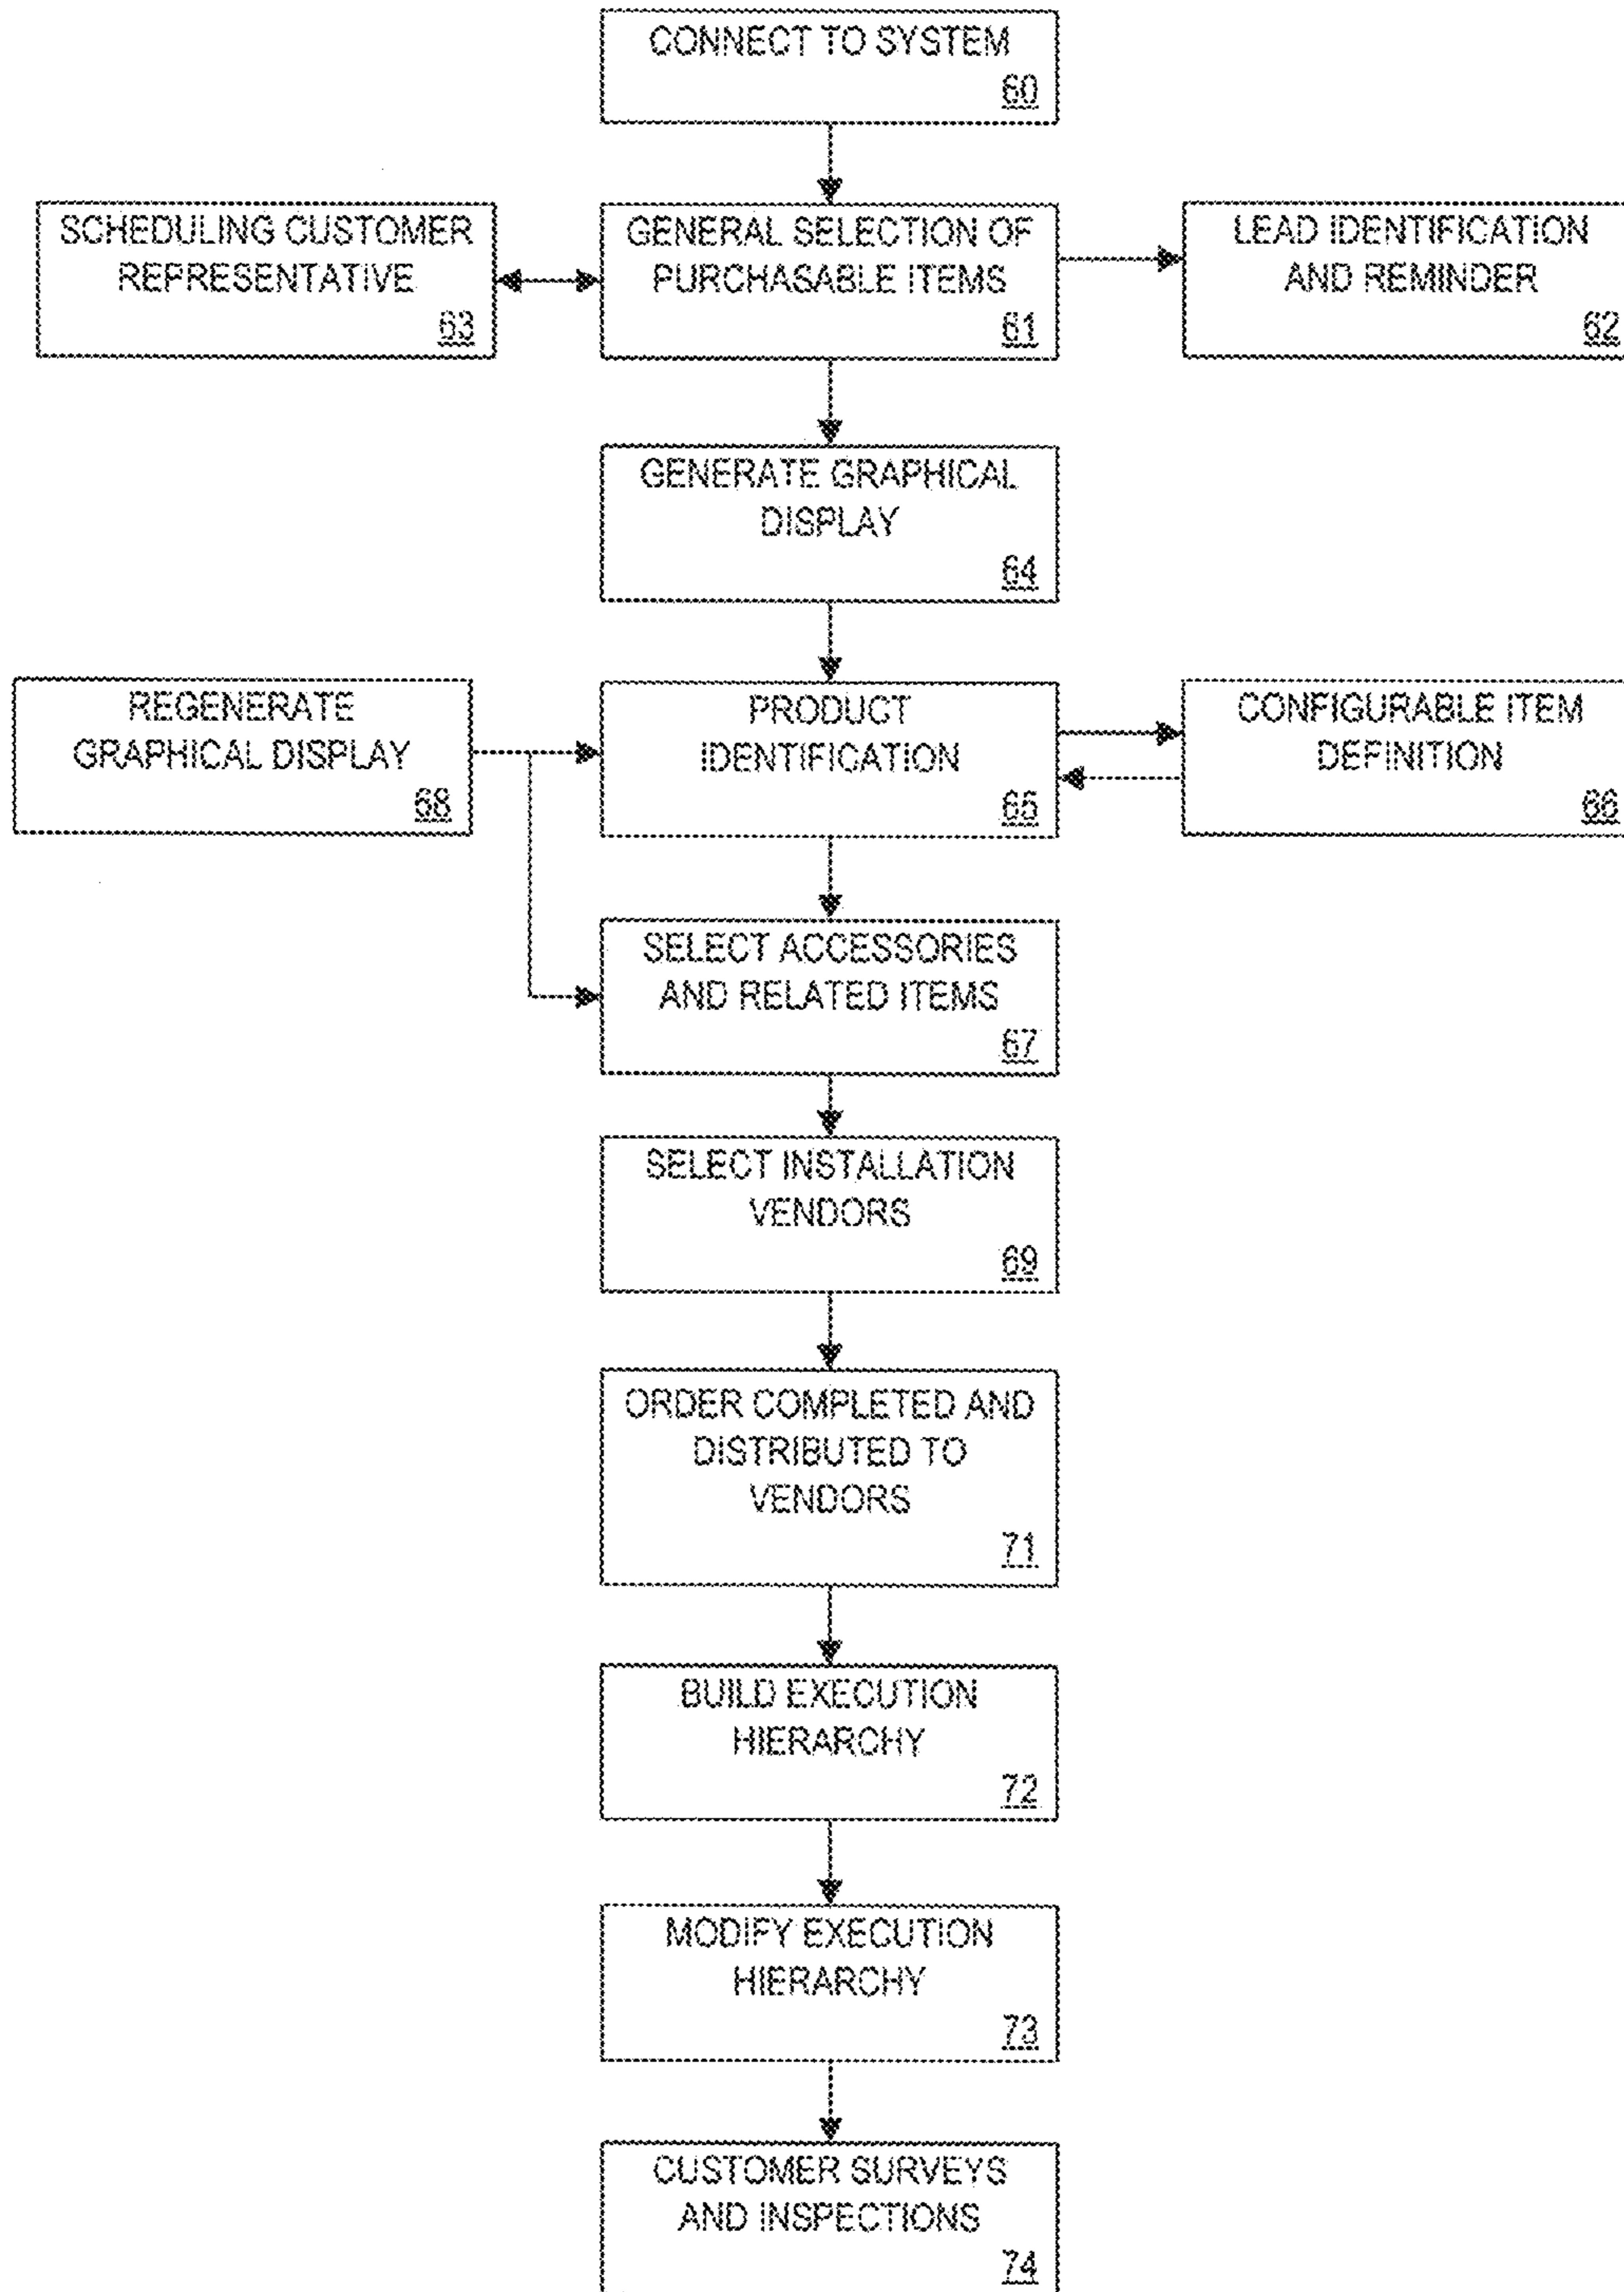 CONNECT TO SYSTEM
60
SCHEDULING CUSTOMER
REPRESENTATIVE
63
GENERAL SELECTION OF
PURCHASABLE ITEMS
61
LEAD IDENTIFICATION
AND REMINDER
62
GENERATE GRAPHICAL
DISPLAY
64
REGENERATE
GRAPHICAL DISPLAY
68
PRODUCT
IDENTIFICATION
65
CONFIGURABLE ITEM
DEFINITION
66
SELECT ACCESSORIES
AND RELATED ITEMS
67
SELECT INSTALLATION
VENDORS
69
ORDER COMPLETED AND
DISTRIBUTED TO
VENDORS
71
BUILD EXECUTION
HIERARCHY
72
MODIFY EXECUTION
HIERARCHY
73
CUSTOMER SURVEYS
AND INSPECTIONS
74